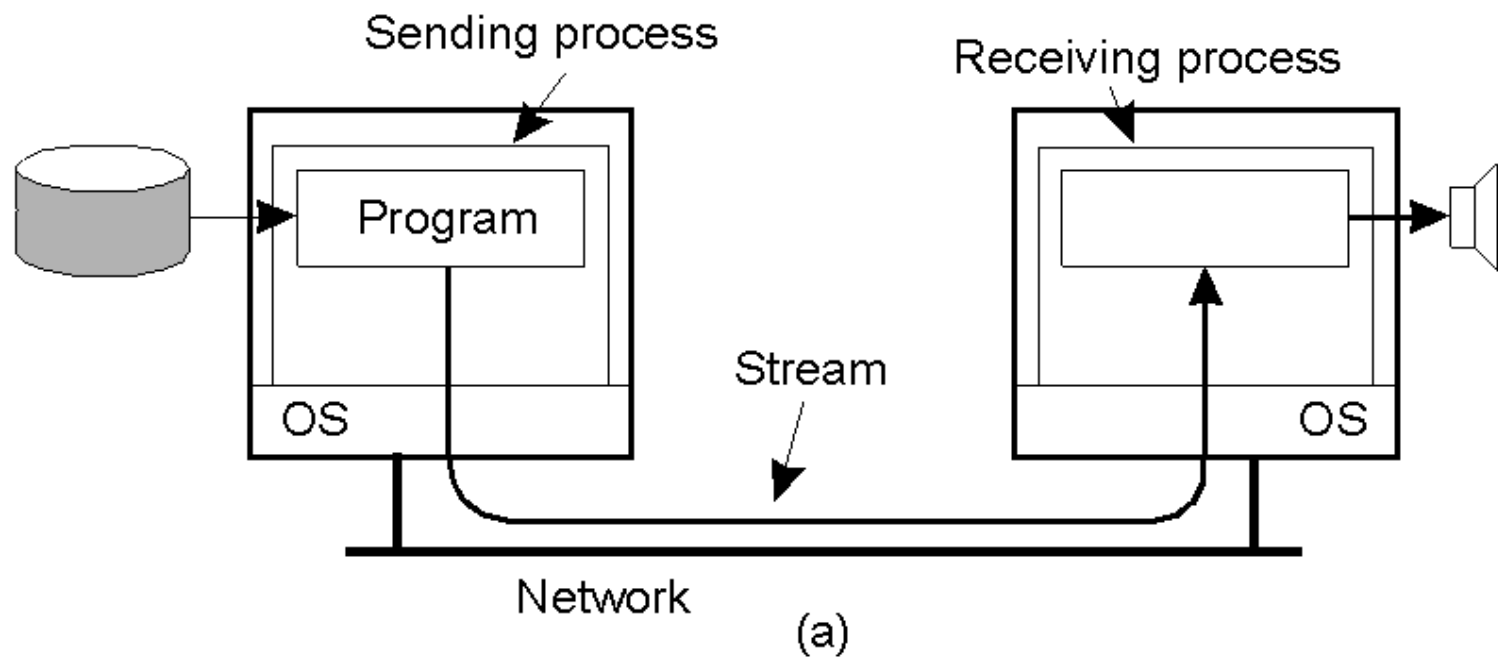 Sending process
Receiving process
Program
Stream
OS
OS
Network
(a)